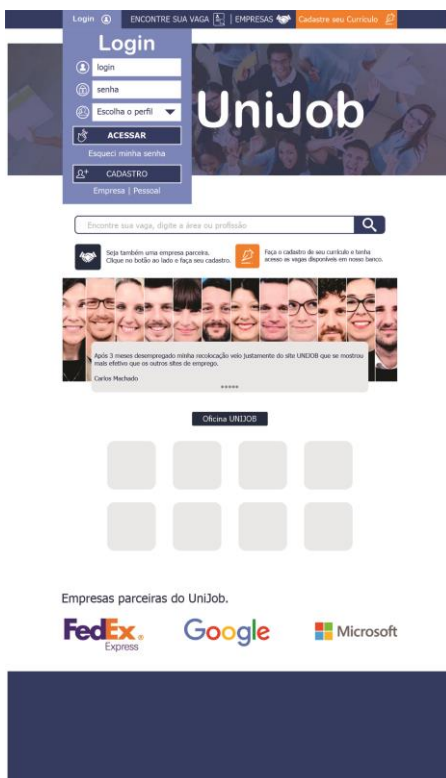 Login
ENCONTRE SUA VAGA | EMPRESAS
Cadastre seu Currículo
Login
login
senha
Escolha o perfil
ACESSAR
Esqueci minha senha
CADASTRO
Empresa | Pessoal
UniJob
Encontre sua vaga, digite a área ou profissão
Seja também uma empresa parceira.
Clique no botão ao lado e faça seu cadastro.
Faça o cadastro de seu currículo e tenha
acesso as vagas disponíveis em nosso banco.
Após 3 meses desempregado minha recolocação veio justamente do site UNIJOB que se mostrou
mais efetivo que os outros sites de emprego.
Carlos Machado
Oficina UNIJOB
Empresas parceiras do UniJob.
FedEx
Express
Google
Microsoft